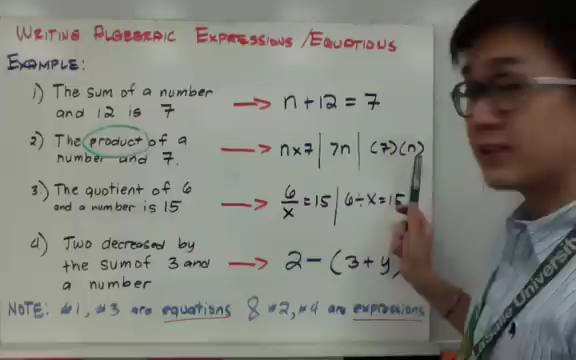 WRITING ALGEBRAIC EXPRESSIONS/EQUATIONS
EXAMPLE:
1) The sum of a number
and 12 is 7
→ n+12=7
2) The product of a
number and 7.
→ nx7 | 7n | (7)(n)
3) The quotient of 6
and a number is 15
→ 6/x=15 | 6÷x=15
4) Two decreased by
the sum of 3 and
a number
→ 2-(3+y)
NOTE: #1, #3 are equations & #2, #4 are expressions